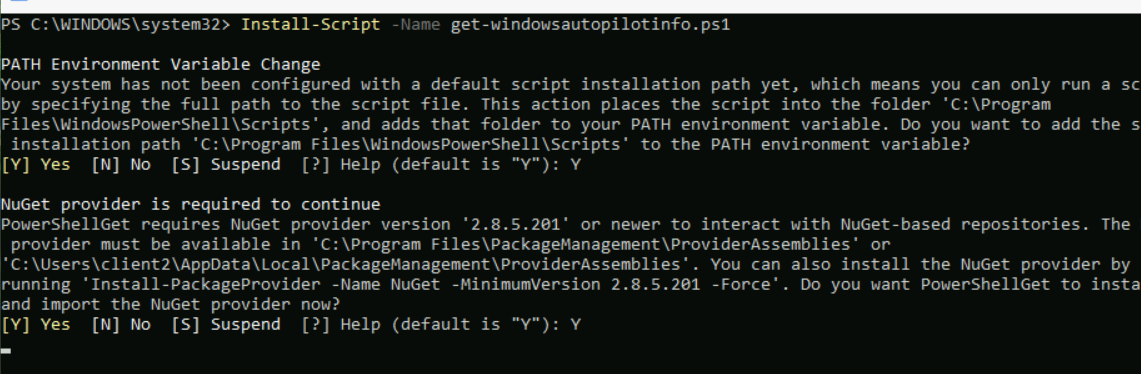 PS C:\WINDOWS\system32> Install-Script -Name get-windowsautopilotinfo.ps1
PATH Environment Variable Change
Your system has not been configured with a default script installation path yet, which means you can only run a sc
by specifying the full path to the script file. This action places the script into the folder 'C:\Program
Files\WindowsPowerShell\Scripts', and adds that folder to your PATH environment variable. Do you want to add the s
installation path 'C:\Program Files\WindowsPowerShell\Scripts' to the PATH environment variable?
[Y] Yes  [N] No  [S] Suspend  [?] Help (default is "Y"): Y
NuGet provider is required to continue
PowerShellGet requires NuGet provider version '2.8.5.201' or newer to interact with NuGet-based repositories. The
provider must be available in 'C:\Program Files\PackageManagement\ProviderAssemblies' or
'C:\Users\client2\AppData\Local\PackageManagement\ProviderAssemblies'. You can also install the NuGet provider by
running 'Install-PackageProvider -Name NuGet -MinimumVersion 2.8.5.201 -Force'. Do you want PowerShellGet to insta
and import the NuGet provider now?
[Y] Yes  [N] No  [S] Suspend  [?] Help (default is "Y"): Y